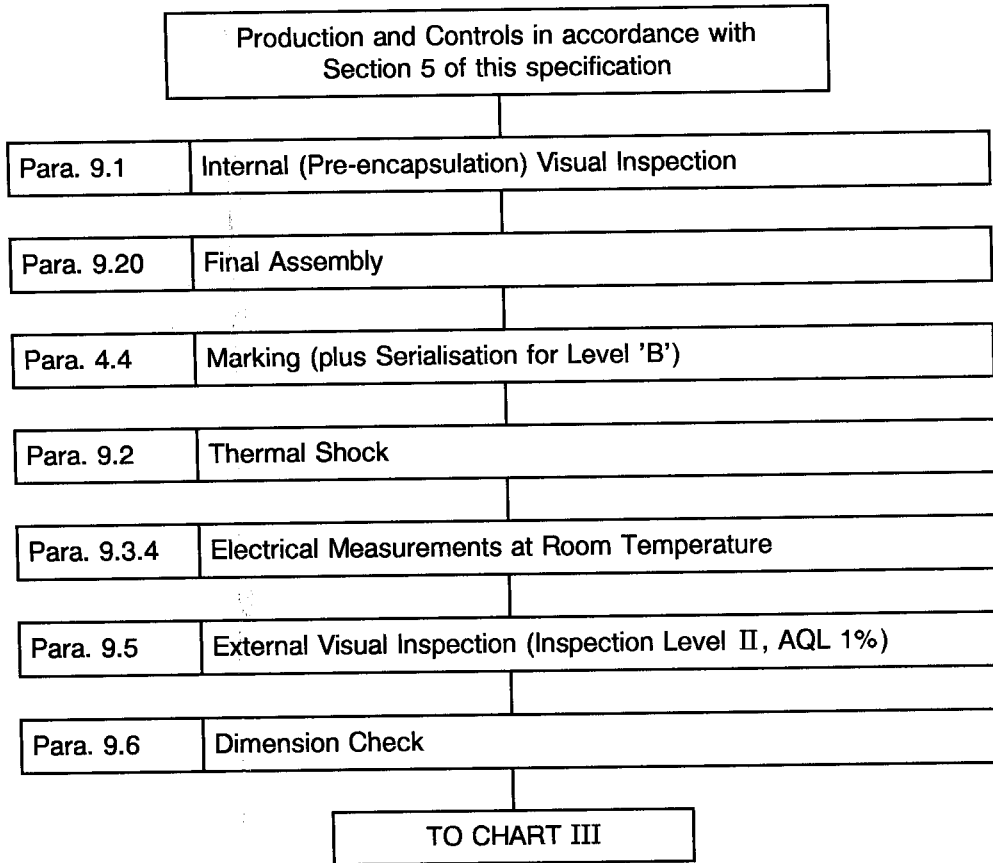 Production and Controls in accordance with
Section 5 of this specification
Para. 9.1 Internal (Pre-encapsulation) Visual Inspection
Para. 9.20 Final Assembly
Para. 4.4 Marking (plus Serialisation for Level 'B')
Para. 9.2 Thermal Shock
Para. 9.3.4 Electrical Measurements at Room Temperature
Para. 9.5 External Visual Inspection (Inspection Level II, AQL 1%)
Para. 9.6 Dimension Check
TO CHART III